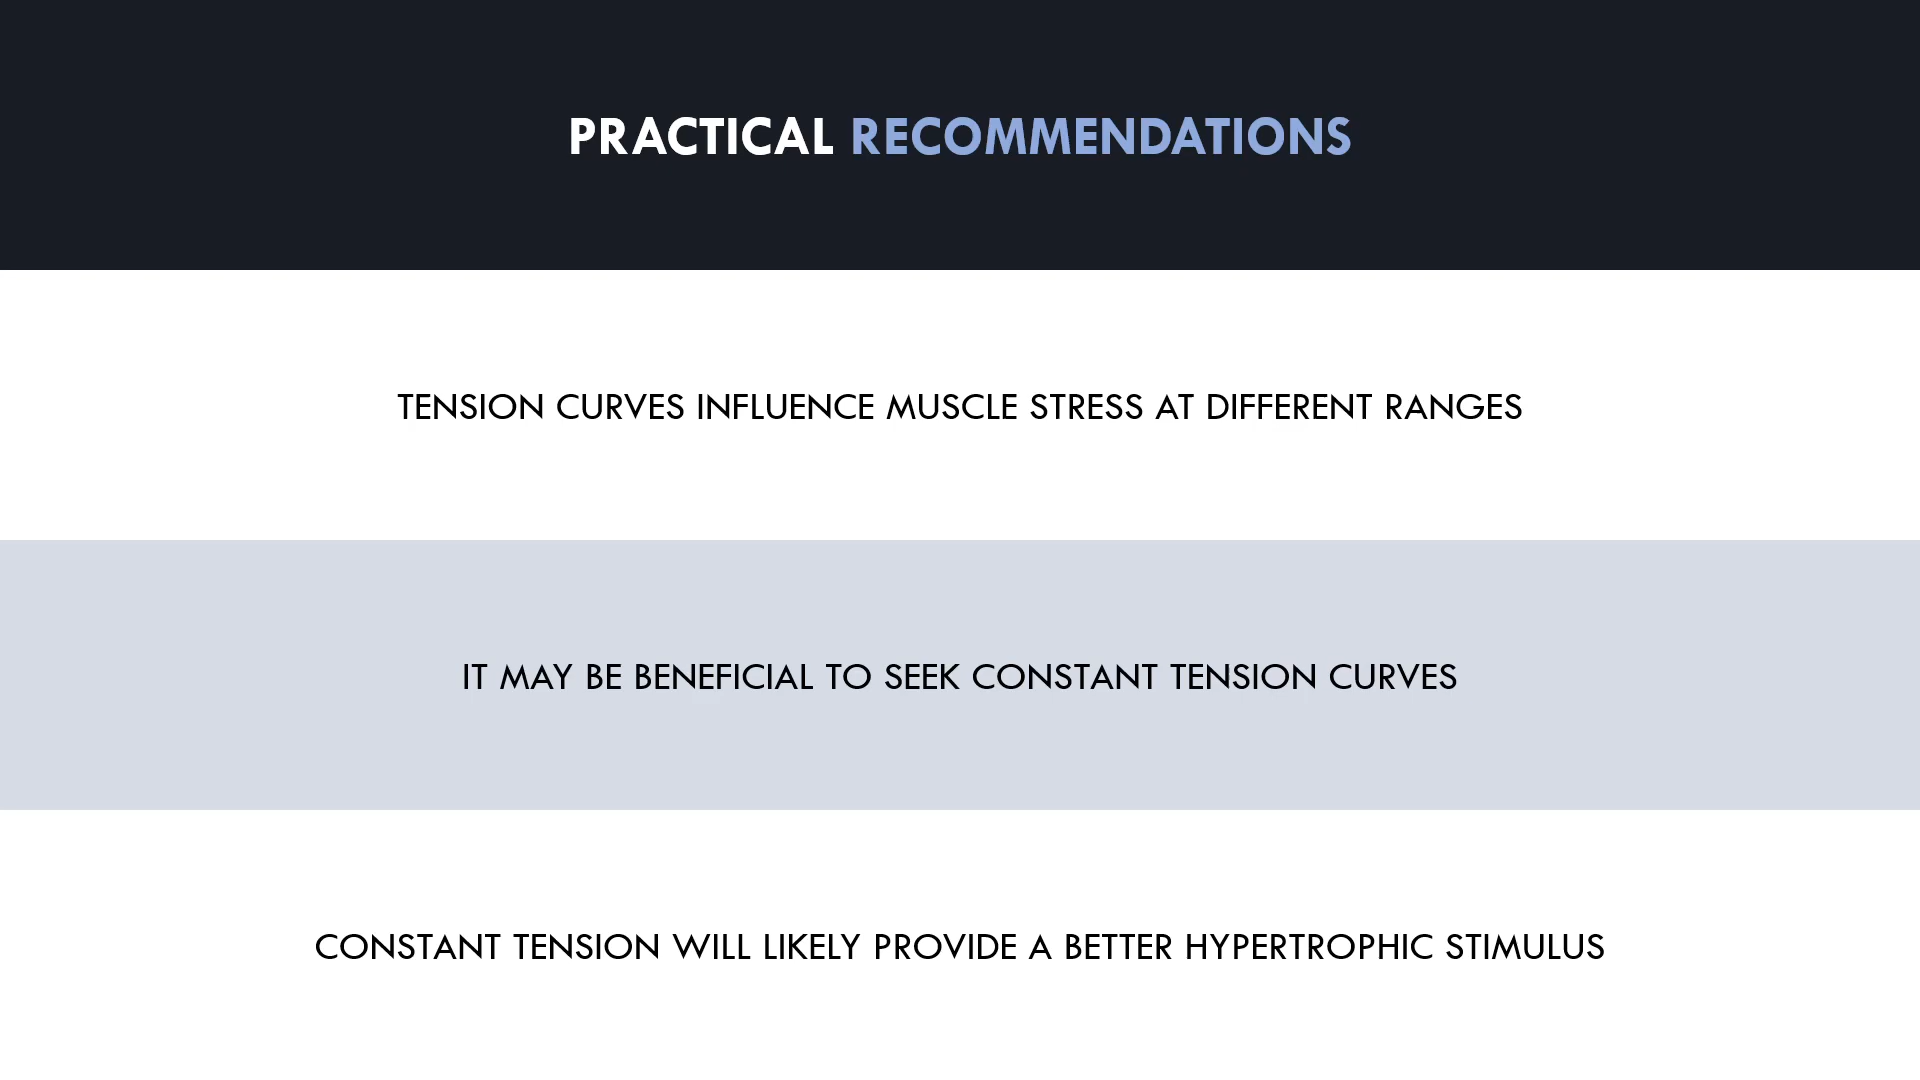 PRACTICAL RECOMMENDATIONS
TENSION CURVES INFLUENCE MUSCLE STRESS AT DIFFERENT RANGES
IT MAY BE BENEFICIAL TO SEEK CONSTANT TENSION CURVES
CONSTANT TENSION WILL LIKELY PROVIDE A BETTER HYPERTROPHIC STIMULUS